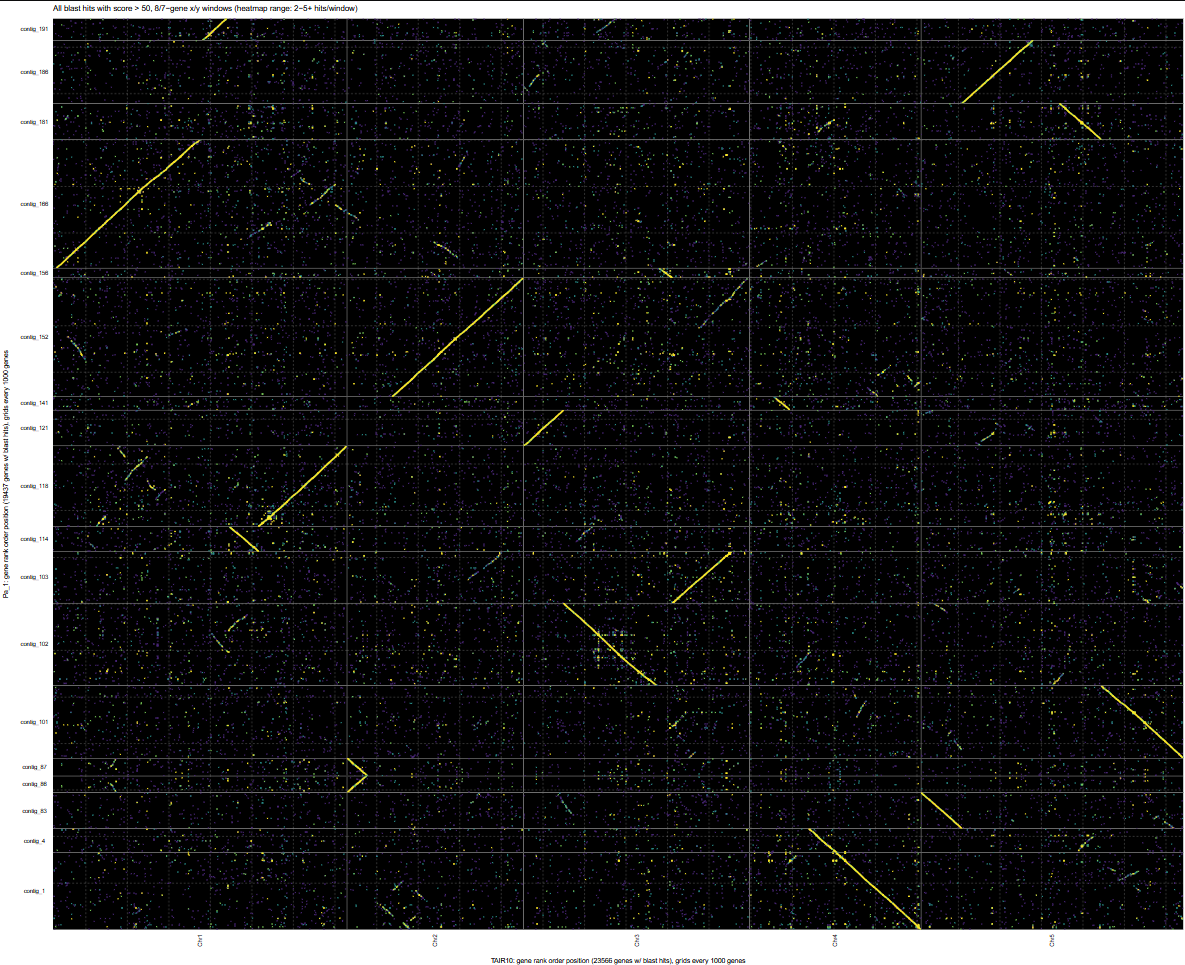 All blast hits with score > 50, 8/7−gene x/y windows (heatmap range: 2−5+ hits/window)
contig_191
contig_186
contig_181
contig_166
contig_156
contig_152
contig_141
contig_121
contig_118
contig_114
contig_103
contig_102
contig_101
contig_87
contig_86
contig_83
contig_4
contig_1
Pa_1: gene rank order position (19437 genes w/ blast hits), grids every 1000 genes
Chr1
Chr2
Chr3
Chr4
Chr5
TAIR10: gene rank order position (23566 genes w/ blast hits), grids every 1000 genes